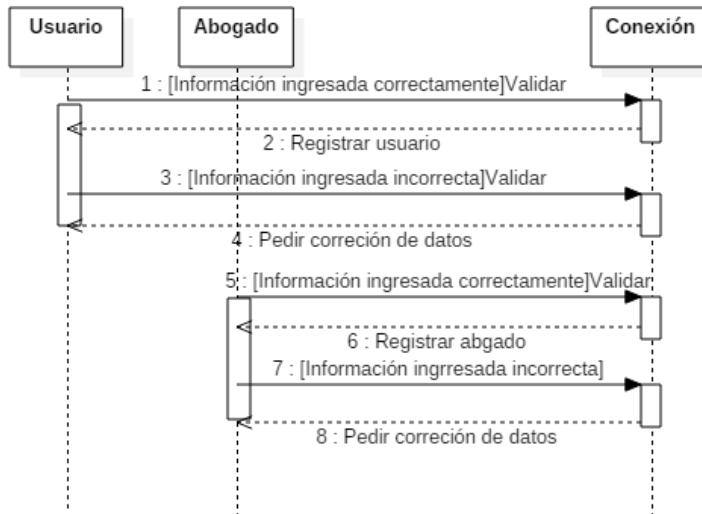 Usuario
Abogado
Conexión
1 : [Información ingresada correctamente]Validar
2 : Registrar usuario
3 : [Información ingresada incorrecta]Validar
4 : Pedir correción de datos
5 : [Información ingresada correctamente]Validar
6 : Registrar abgado
7 : [Información ingrresada incorrecta]
8 : Pedir correción de datos